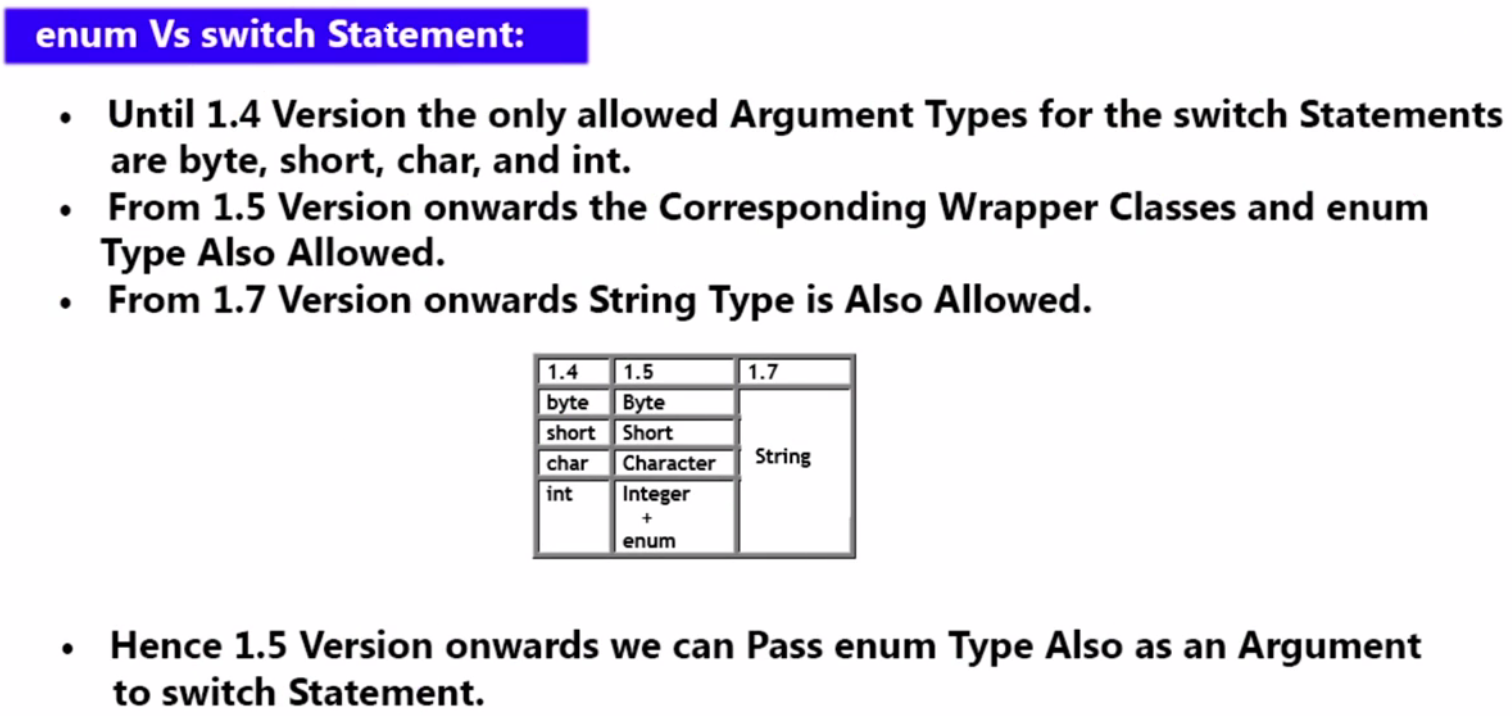 enum Vs switch Statement:
• Until 1.4 Version the only allowed Argument Types for the switch Statements
are byte, short, char, and int.
• From 1.5 Version onwards the Corresponding Wrapper Classes and enum
Type Also Allowed.
• From 1.7 Version onwards String Type is Also Allowed.
1.4 1.5 1.7
byte Byte
short Short
char Character String
int Integer
+
enum
• Hence 1.5 Version onwards we can Pass enum Type Also as an Argument
to switch Statement.